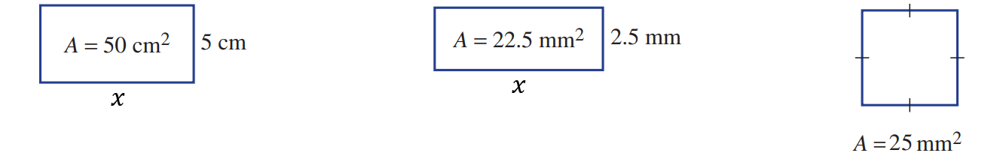 A = 50 cm²
5 cm
x
A = 22.5 mm²
2.5 mm
x
A = 25 mm²